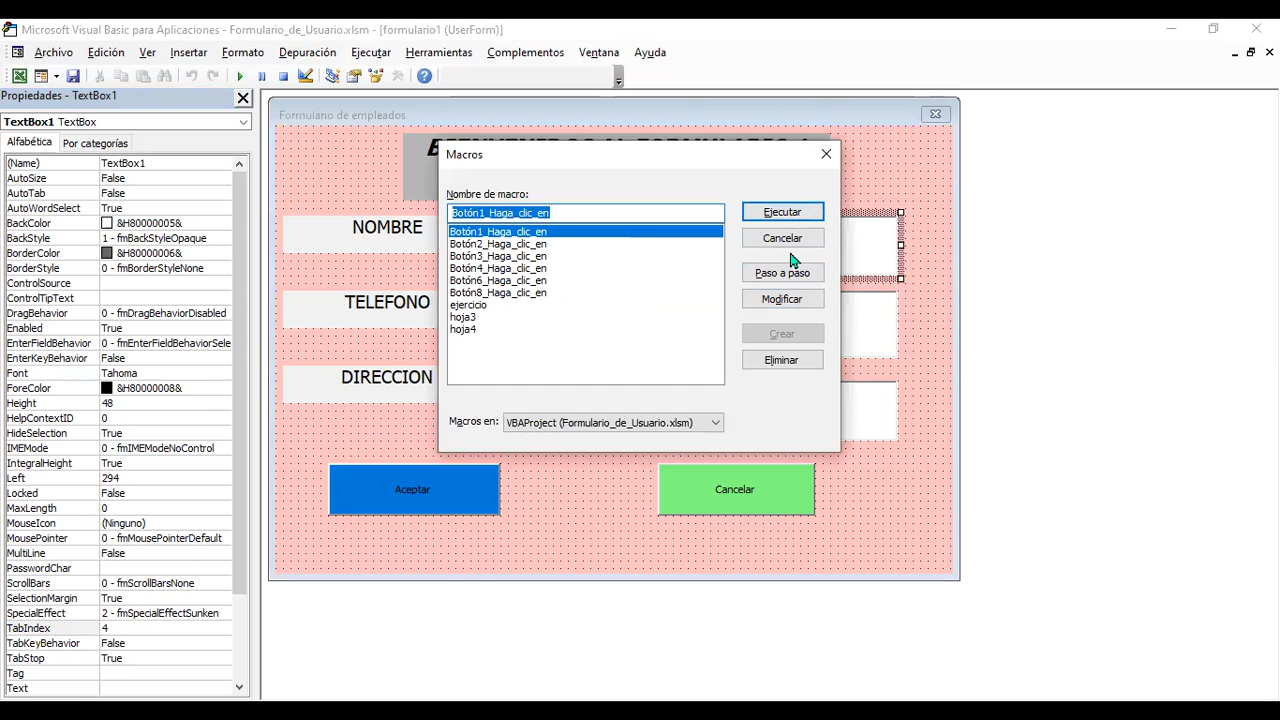 Microsoft Visual Basic para Aplicaciones - Formulario_de_Usuario.xlsm - [formulario1 (UserForm)]
Archivo Edición Ver Insertar Formato Depuración Ejecutar Herramientas Complementos Ventana Ayuda
Propiedades - TextBox1
TextBox1 TextBox
Alfabética Por categorías
(Name) TextBox1
AutoSize False
AutoTab False
AutoWordSelect True
BackColor &H80000005&
BackStyle 1 - fmBackStyleOpaque
BorderColor &H80000006&
BorderStyle 0 - fmBorderStyleNone
ControlSource
ControlTipText
DragBehavior 0 - fmDragBehaviorDisabled
Enabled True
EnterFieldBehavior 0 - fmEnterFieldBehaviorSele
EnterKeyBehavior False
Font Tahoma
ForeColor &H80000008&
Height 48
HelpContextID 0
HideSelection True
IMEMode 0 - fmIMEModeNoControl
IntegralHeight True
Left 294
Locked False
MaxLength 0
MouseIcon (Ninguno)
MousePointer 0 - fmMousePointerDefault
MultiLine False
PasswordChar
ScrollBars 0 - fmScrollBarsNone
SelectionMargin True
SpecialEffect 2 - fmSpecialEffectSunken
TabIndex 4
TabKeyBehavior False
TabStop True
Tag
Text
Formulario de empleados
NOMBRE
TELEFONO
DIRECCION
Aceptar
Cancelar
Macros
Nombre de macro:
Botón1_Haga_clic_en
Botón1_Haga_clic_en
Botón2_Haga_clic_en
Botón3_Haga_clic_en
Botón4_Haga_clic_en
Botón6_Haga_clic_en
Botón8_Haga_clic_en
ejercicio
hoja3
hoja4
Ejecutar
Cancelar
Paso a paso
Modificar
Crear
Eliminar
Macros en: VBAProject (Formulario_de_Usuario.xlsm)